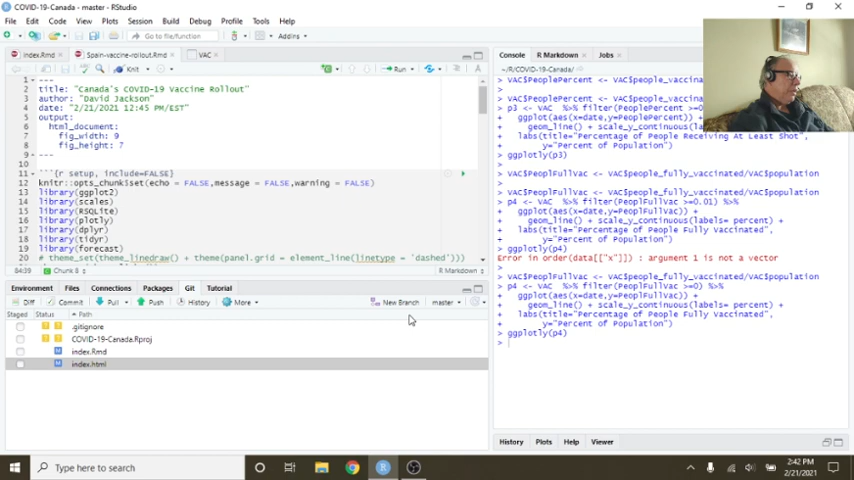 COVID-19-Canada - master - RStudio
File Edit Code View Plots Session Build Debug Profile Tools Help
Go to file/function Addins
Index.Rmd Spain-vaccine-rollout.Rmd VAC
Knit Run
1 ---
2 title: "Canada's COVID-19 Vaccine Rollout"
3 author: "David Jackson"
4 date: "2/21/2021 12:45 PM/EST"
5 output:
6 html_document:
7 fig_width: 9
8 fig_height: 7
9 ---
10
11 ```{r setup, include=FALSE}
12 knitr::opts_chunk$set(echo = FALSE,message = FALSE,warning = FALSE)
13 library(ggplot2)
14 library(scales)
15 library(RSQLite)
16 library(plotly)
17 library(dplyr)
18 library(tidyr)
19 library(forecast)
20 # theme_set(theme_linedraw() + theme(panel.grid = element_line(linetype = 'dashed')))
84:39 Chunk 8 R Markdown
Environment Files Connections Packages Git Tutorial
Diff Commit Pull Push History More New Branch master
Staged Status Path
.gitignore
COVID-19-Canada.Rproj
index.Rmd
index.html
Console R Markdown Jobs
~/R/COVID-19-Canada/
> VAC$PeoplePercent <- VAC$people_vaccinated
>
> VAC$PeoplePercent <- VAC$people_vaccina
>
> p3 <- VAC %>% filter(PeoplePercent >=0
+ ggplot(aes(x=date,y=PeoplePercent)) +
+ geom_line() + scale_y_continuous(labe
+ labs(title="Percent of People Receiving At Least Shot",
+ y="Percent of Population")
> ggplotly(p3)
>
> VAC$PeoplFullVac <- VAC$people_fully_vaccinated/VAC$population
>
> VAC$PeoplFullVac <- VAC$people_fully_vaccinated/VAC$population
> p4 <- VAC %>% filter(PeoplFullVac >=0.01) %>%
+ ggplot(aes(x=date,y=PeoplFullVac)) +
+ geom_line() + scale_y_continuous(labels= percent) +
+ labs(title="Percent of People Fully Vaccinated",
+ y="Percent of Population")
> ggplotly(p4)
Error in order(data[["x"]]) : argument 1 is not a vector
>
> VAC$PeoplFullVac <- VAC$people_fully_vaccinated/VAC$population
> p4 <- VAC %>% filter(PeoplFullVac >=0) %>%
+ ggplot(aes(x=date,y=PeoplFullVac)) +
+ geom_line() + scale_y_continuous(labels= percent) +
+ labs(title="Percent of People Fully Vaccinated",
+ y="Percent of Population")
> ggplotly(p4)
>
History Plots Help Viewer
Type here to search
2:42 PM
2/21/2021